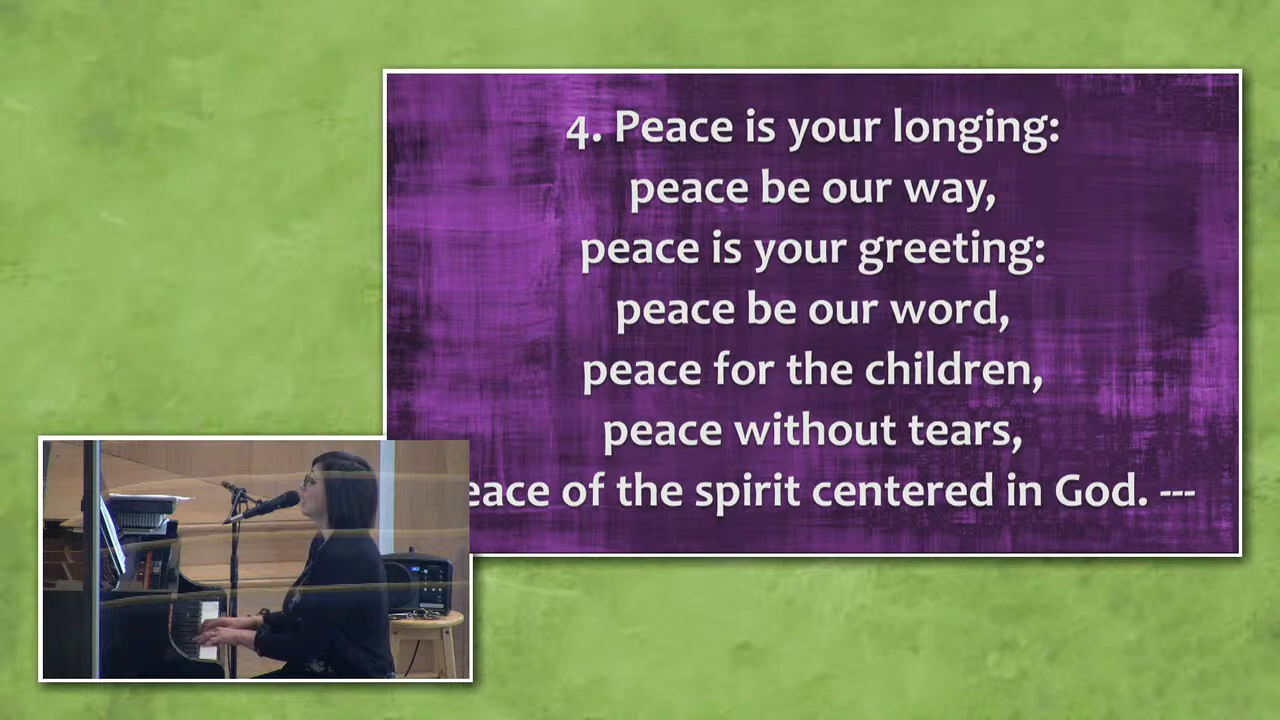 4. Peace is your longing:
peace be our way,
peace is your greeting:
peace be our word,
peace for the children,
peace without tears,
eace of the spirit centered in God. ---